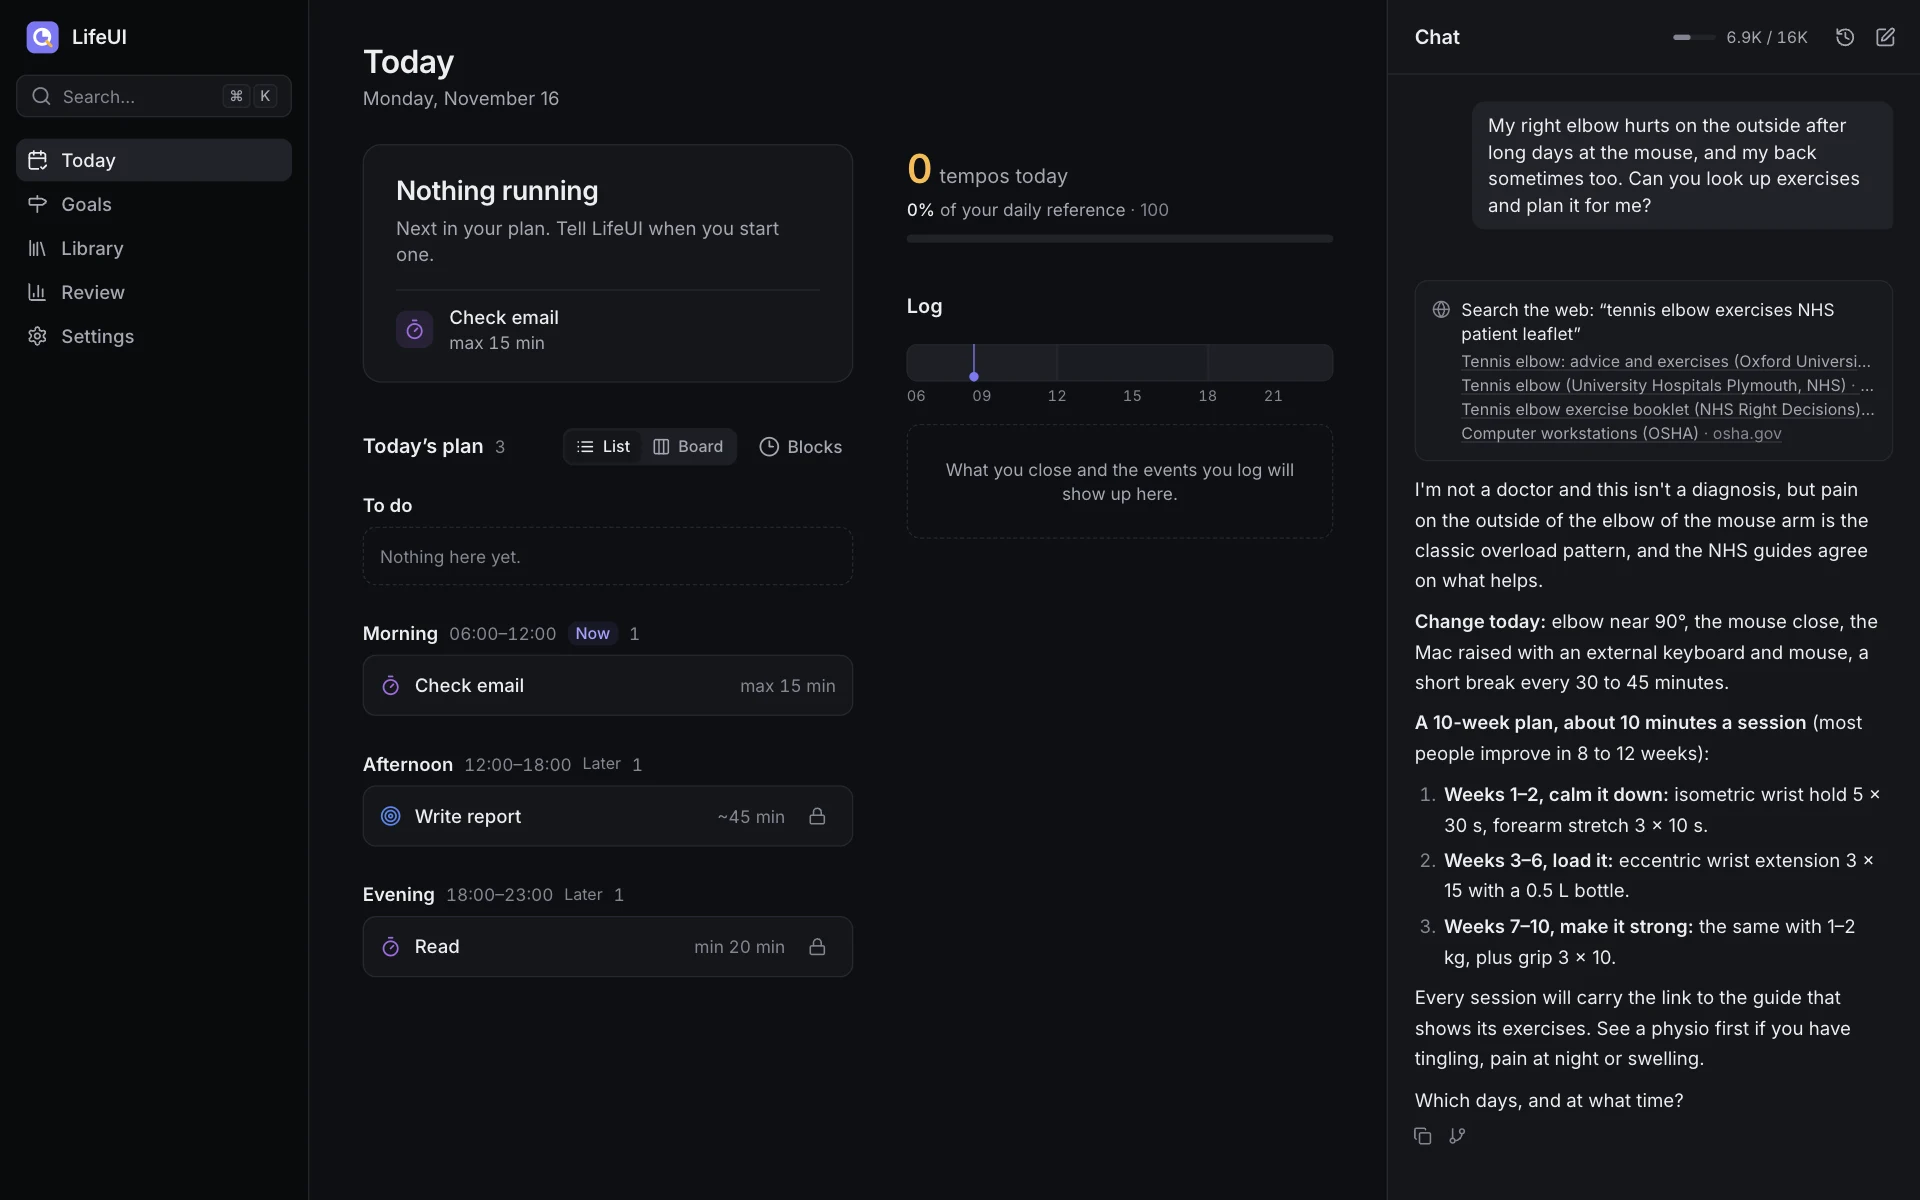 LifeUI
Search...
⌘ K
Today
Goals
Library
Review
Settings
Today
Monday, November 16
Nothing running
Next in your plan. Tell LifeUI when you start
one.
Check email
max 15 min
0 tempos today
0% of your daily reference · 100
Log
06 09 12 15 18 21
What you close and the events you log will
show up here.
Today’s plan 3
List
Board
Blocks
To do
Nothing here yet.
Morning 06:00–12:00 Now 1
Check email max 15 min
Afternoon 12:00–18:00 Later 1
Write report ~45 min
Evening 18:00–23:00 Later 1
Read min 20 min
Chat
6.9K / 16K
My right elbow hurts on the outside after
long days at the mouse, and my back
sometimes too. Can you look up exercises
and plan it for me?
Search the web: “tennis elbow exercises NHS
patient leaflet”
Tennis elbow: advice and exercises (Oxford Universi...
Tennis elbow (University Hospitals Plymouth, NHS) · ...
Tennis elbow exercise booklet (NHS Right Decisions)...
Computer workstations (OSHA) · osha.gov
I'm not a doctor and this isn't a diagnosis, but pain
on the outside of the elbow of the mouse arm is the
classic overload pattern, and the NHS guides agree
on what helps.
Change today: elbow near 90°, the mouse close, the
Mac raised with an external keyboard and mouse, a
short break every 30 to 45 minutes.
A 10-week plan, about 10 minutes a session (most
people improve in 8 to 12 weeks):
1. Weeks 1–2, calm it down: isometric wrist hold 5 ×
30 s, forearm stretch 3 × 10 s.
2. Weeks 3–6, load it: eccentric wrist extension 3 ×
15 with a 0.5 L bottle.
3. Weeks 7–10, make it strong: the same with 1–2
kg, plus grip 3 × 10.
Every session will carry the link to the guide that
shows its exercises. See a physio first if you have
tingling, pain at night or swelling.
Which days, and at what time?